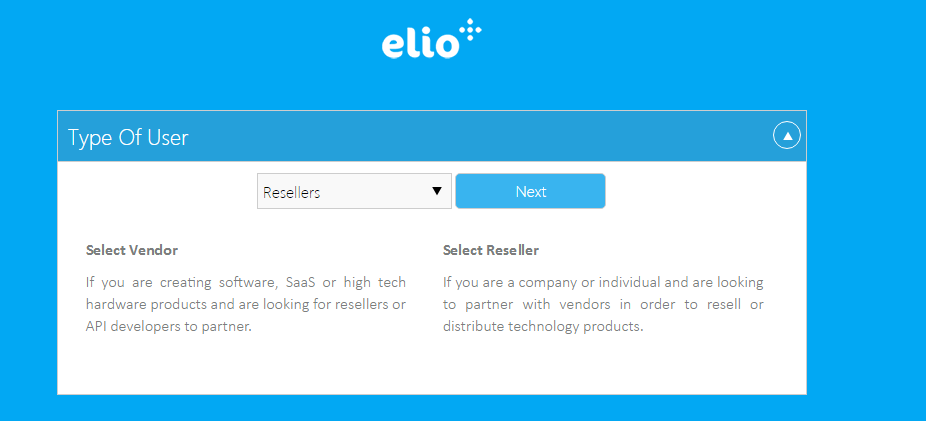 elio
Type Of User
Resellers
Next
Select Vendor
If you are creating software, SaaS or high tech
hardware products and are looking for resellers or
API developers to partner.
Select Reseller
If you are a company or individual and are looking
to partner with vendors in order to resell or
distribute technology products.